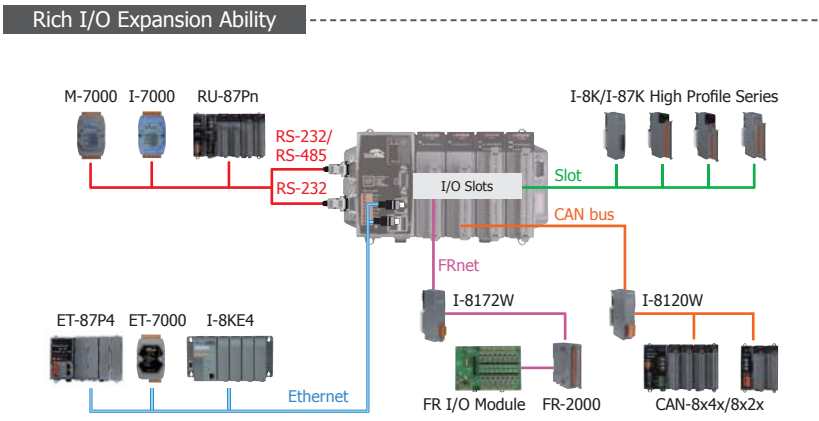 Rich I/O Expansion Ability
M-7000 I-7000 RU-87Pn
I-8K/I-87K High Profile Series
RS-232/
RS-485
RS-232
I/O Slots
Slot
CAN bus
FRnet
I-8172W
I-8120W
ET-87P4 ET-7000 I-8KE4
Ethernet
FR I/O Module FR-2000
CAN-8x4x/8x2x